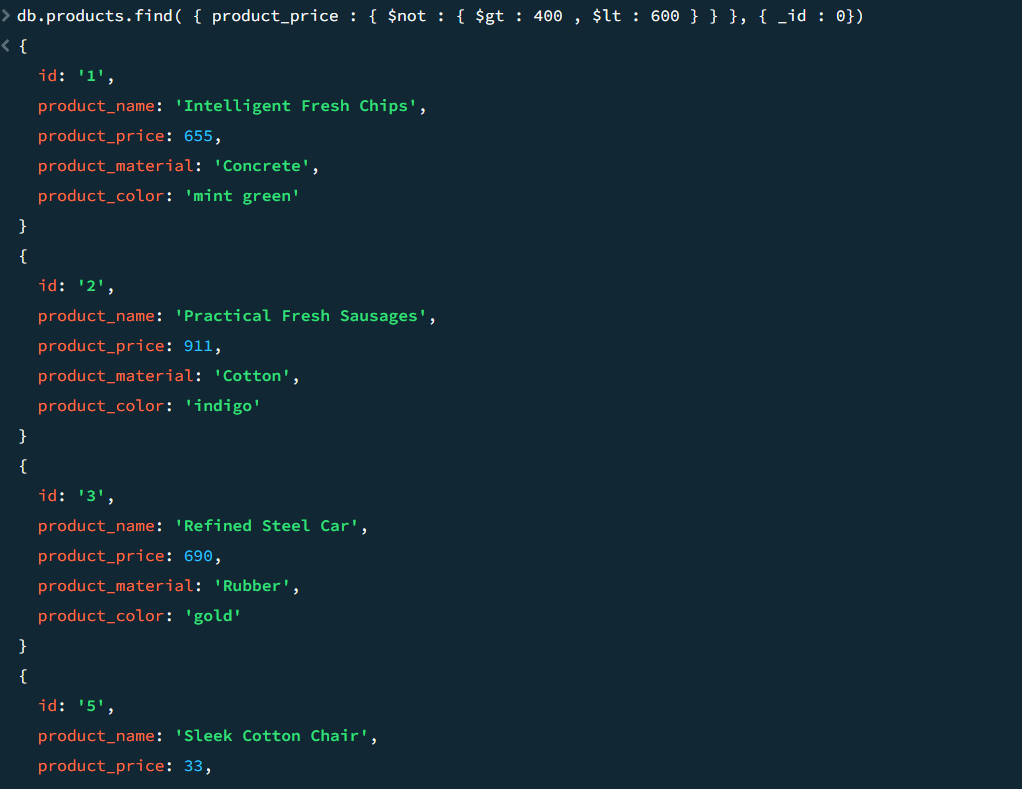 > db.products.find( { product_price : { $not : { $gt : 400 , $lt : 600 } } }, { _id : 0})
< {
id: '1',
product_name: 'Intelligent Fresh Chips',
product_price: 655,
product_material: 'Concrete',
product_color: 'mint green'
}
{
id: '2',
product_name: 'Practical Fresh Sausages',
product_price: 911,
product_material: 'Cotton',
product_color: 'indigo'
}
{
id: '3',
product_name: 'Refined Steel Car',
product_price: 690,
product_material: 'Rubber',
product_color: 'gold'
}
{
id: '5',
product_name: 'Sleek Cotton Chair',
product_price: 33,